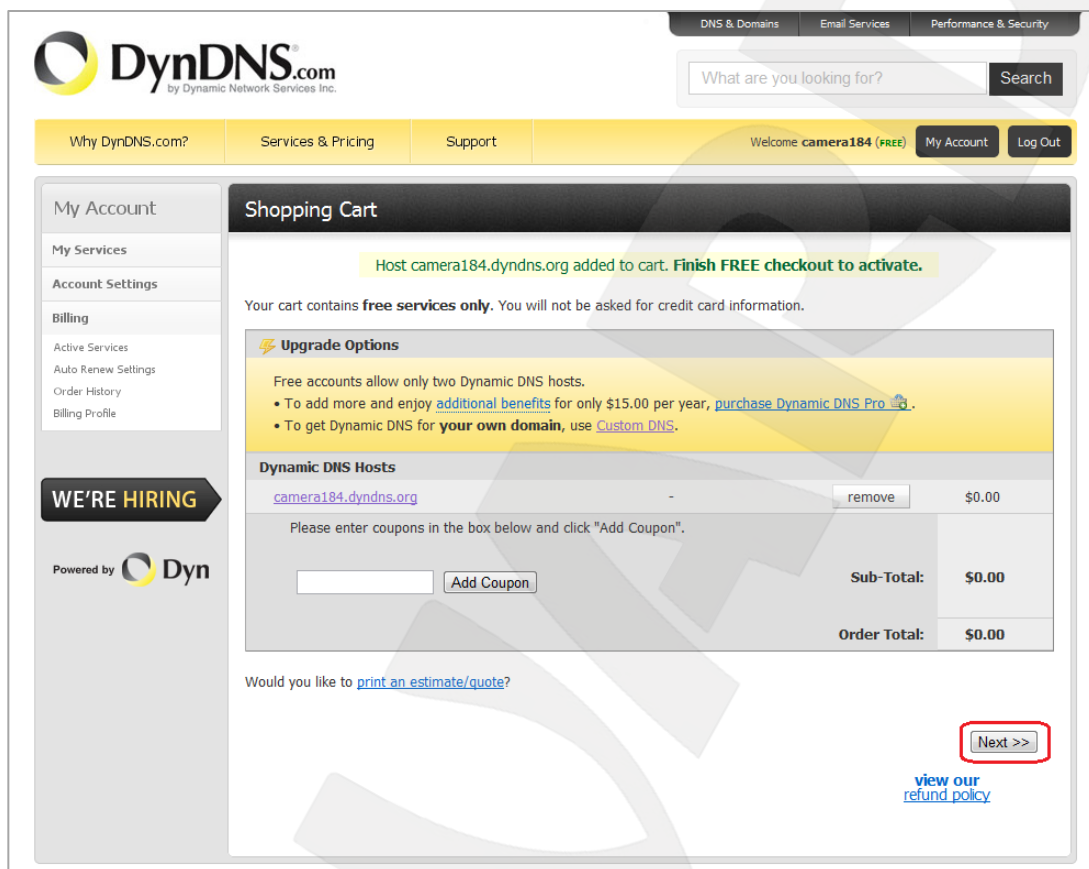 DNS & Domains Email Services Performance & Security
DynDNS.com
by Dynamic Network Services Inc.
What are you looking for? Search
Why DynDNS.com? Services & Pricing Support Welcome camera184 (FREE) My Account Log Out
My Account
My Services
Account Settings
Billing
Active Services
Auto Renew Settings
Order History
Billing Profile
WE'RE HIRING
Powered by Dyn
Shopping Cart
Host camera184.dyndns.org added to cart. Finish FREE checkout to activate.
Your cart contains free services only. You will not be asked for credit card information.
Upgrade Options
Free accounts allow only two Dynamic DNS hosts.
• To add more and enjoy additional benefits for only $15.00 per year, purchase Dynamic DNS Pro .
• To get Dynamic DNS for your own domain, use Custom DNS.
Dynamic DNS Hosts
camera184.dyndns.org - remove $0.00
Please enter coupons in the box below and click "Add Coupon".
Add Coupon Sub-Total: $0.00
Order Total: $0.00
Would you like to print an estimate/quote?
Next >>
view our
refund policy